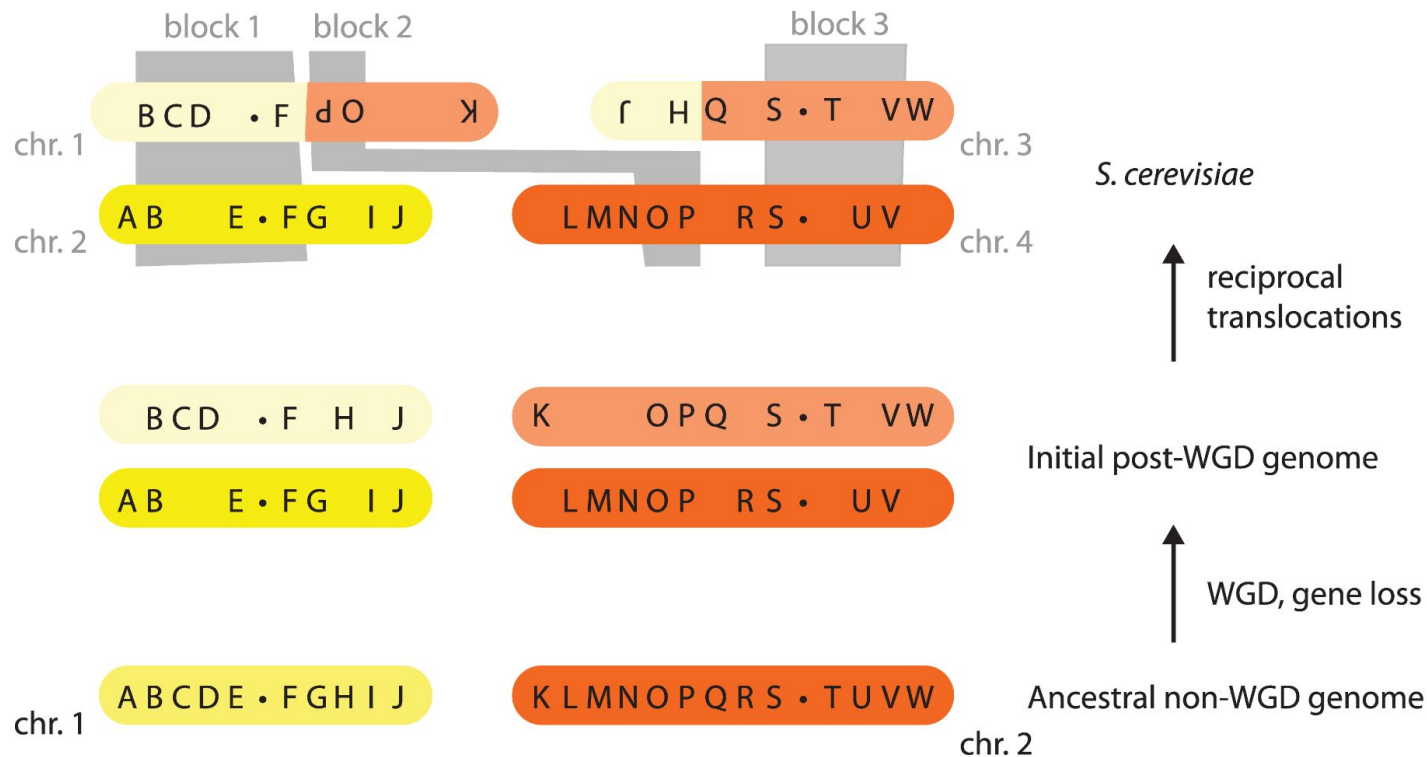 block 1 block 2 block 3
BCD • F PO K
J H Q S • T VW
chr. 1 chr. 3
S. cerevisiae
AB E • FG I J
LMNOP RS • UV
chr. 2 chr. 4
reciprocal
translocations
BCD • F H J
K OPQ S • T VW
Initial post-WGD genome
AB E • FG I J
LMNOP RS • UV
WGD, gene loss
ABCDE • FGHI J
KLMNOPQRS • TUVW
Ancestral non-WGD genome
chr. 1 chr. 2